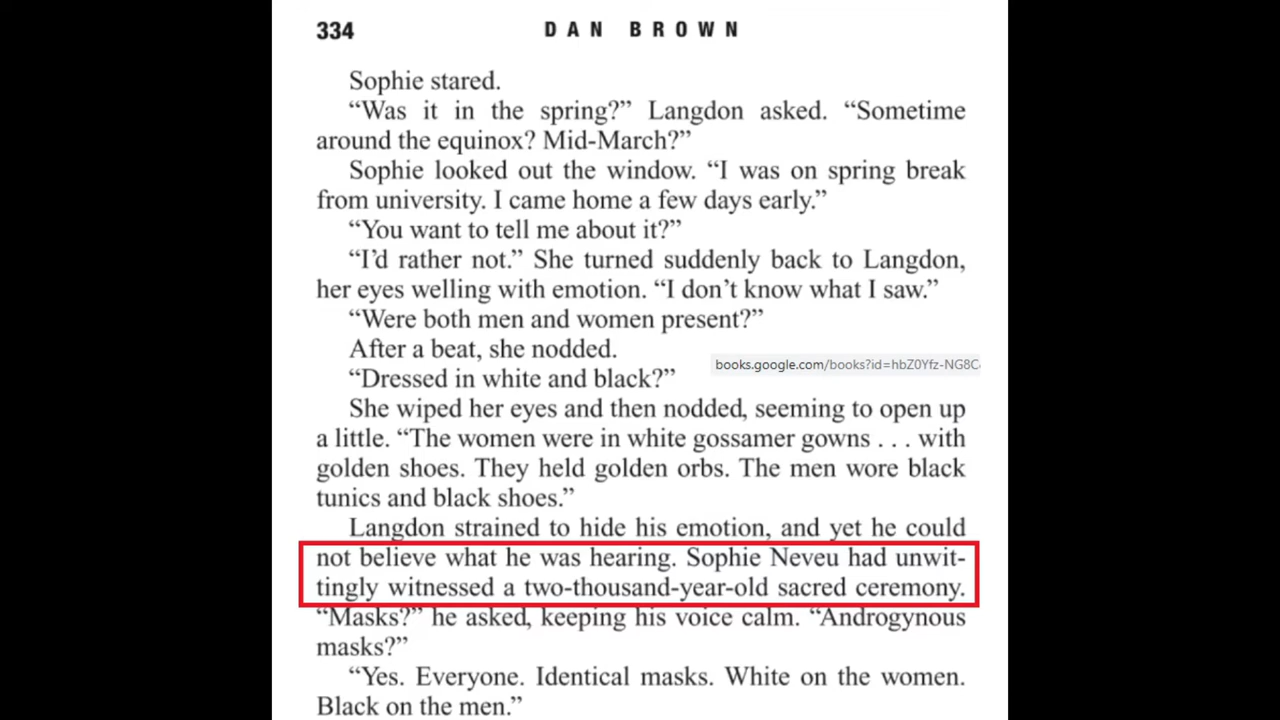 334 DAN BROWN
Sophie stared.
“Was it in the spring?” Langdon asked. “Sometime
around the equinox? Mid-March?”
Sophie looked out the window. “I was on spring break
from university. I came home a few days early.”
“You want to tell me about it?”
“I’d rather not.” She turned suddenly back to Langdon,
her eyes welling with emotion. “I don’t know what I saw.”
“Were both men and women present?”
After a beat, she nodded.
books.google.com/books?id=hbZ0Yfz-NG8C
“Dressed in white and black?”
She wiped her eyes and then nodded, seeming to open up
a little. “The women were in white gossamer gowns . . . with
golden shoes. They held golden orbs. The men wore black
tunics and black shoes.”
Langdon strained to hide his emotion, and yet he could
not believe what he was hearing. Sophie Neveu had unwit-
tingly witnessed a two-thousand-year-old sacred ceremony.
“Masks?” he asked, keeping his voice calm. “Androgynous
masks?”
“Yes. Everyone. Identical masks. White on the women.
Black on the men.”